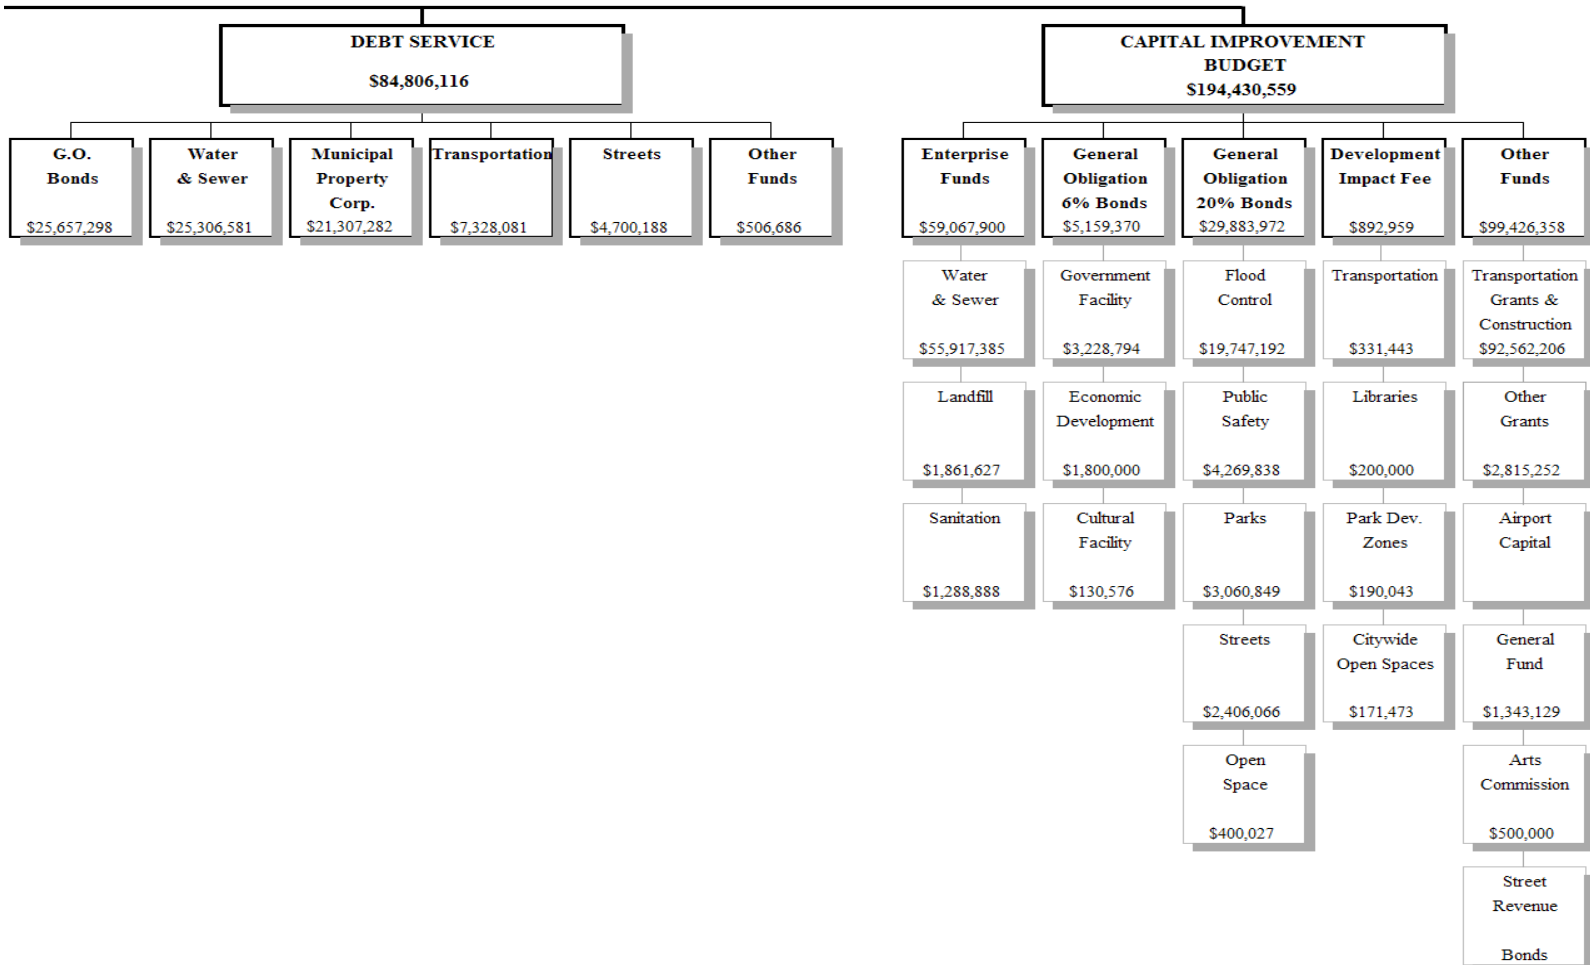 DEBT SERVICE
$84,806,116
G.O.
Bonds
$25,657,298
Water
& Sewer
$25,306,581
Municipal
Property
Corp.
$21,307,282
Transportation
$7,328,081
Streets
$4,700,188
Other
Funds
$506,686
CAPITAL IMPROVEMENT
BUDGET
$194,430,559
Enterprise
Funds
$59,067,900
Water
& Sewer
$55,917,385
Landfill
$1,861,627
Sanitation
$1,288,888
General
Obligation
6% Bonds
$5,159,370
Government
Facility
$3,228,794
Economic
Development
$1,800,000
Cultural
Facility
$130,576
General
Obligation
20% Bonds
$29,883,972
Flood
Control
$19,747,192
Public
Safety
$4,269,838
Parks
$3,060,849
Streets
$2,406,066
Open
Space
$400,027
Development
Impact Fee
$892,959
Transportation
$331,443
Libraries
$200,000
Park Dev.
Zones
$190,043
Citywide
Open Spaces
$171,473
Other
Funds
$99,426,358
Transportation
Grants &
Construction
$92,562,206
Other
Grants
$2,815,252
Airport
Capital
General
Fund
$1,343,129
Arts
Commission
$500,000
Street
Revenue
Bonds